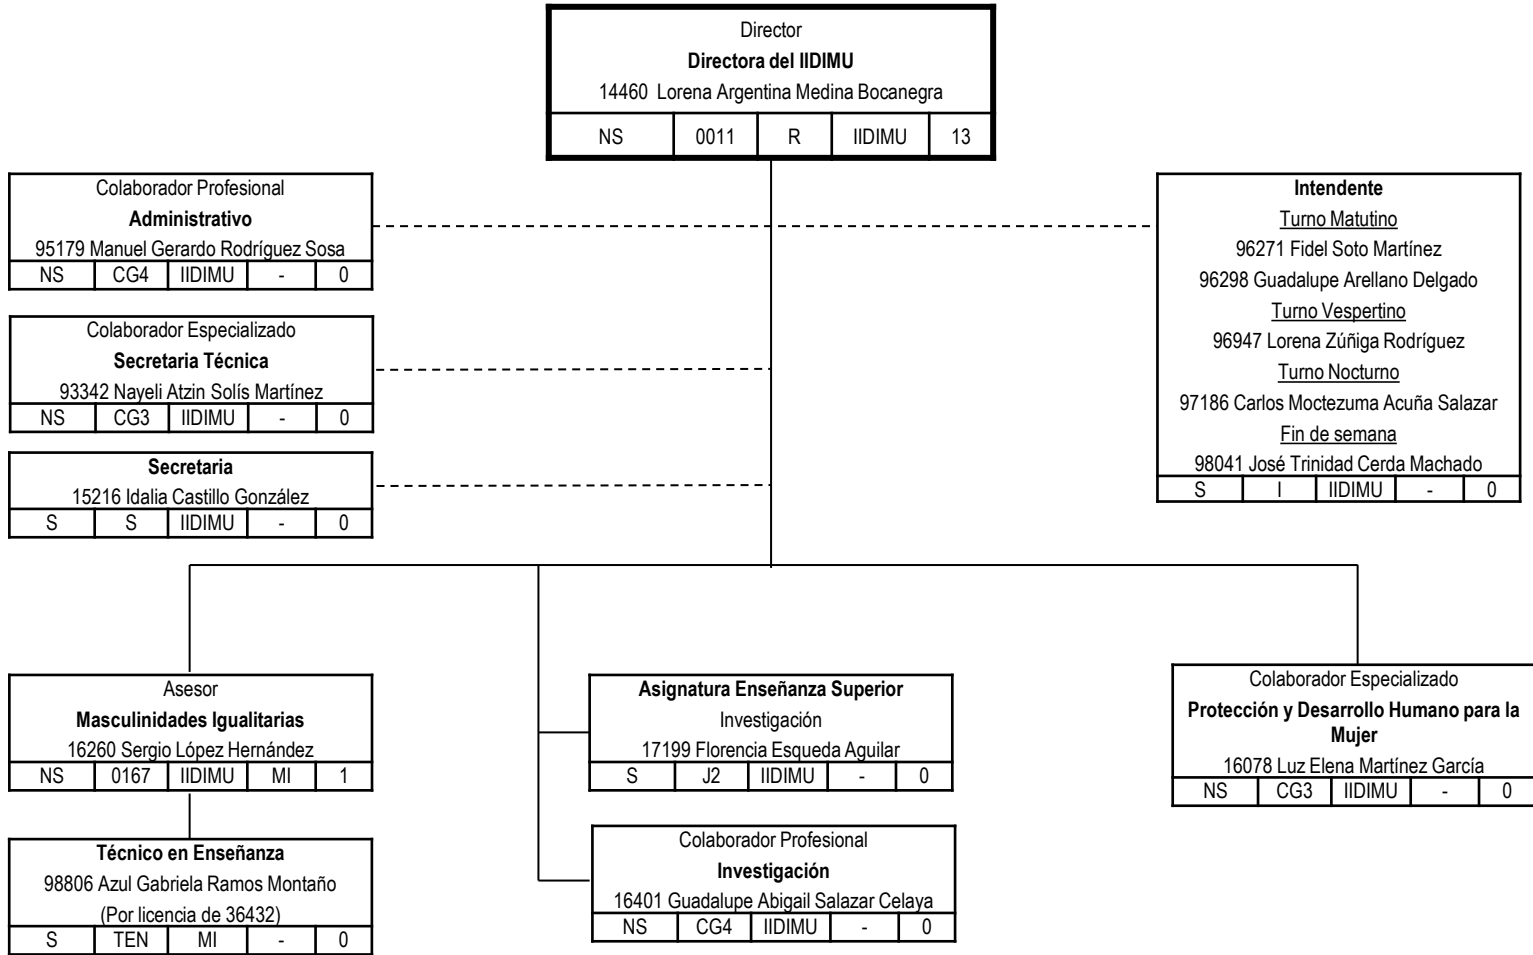 Director
Directora del IIDIMU
14460 Lorena Argentina Medina Bocanegra
NS 0011 R IIDIMU 13
Colaborador Profesional
Administrativo
95179 Manuel Gerardo Rodríguez Sosa
NS CG4 IIDIMU - 0
Colaborador Especializado
Secretaria Técnica
93342 Nayeli Atzin Solís Martínez
NS CG3 IIDIMU - 0
Secretaria
15216 Idalia Castillo González
S S IIDIMU - 0
Intendente
Turno Matutino
96271 Fidel Soto Martínez
96298 Guadalupe Arellano Delgado
Turno Vespertino
96947 Lorena Zúñiga Rodríguez
Turno Nocturno
97186 Carlos Moctezuma Acuña Salazar
Fin de semana
98041 José Trinidad Cerda Machado
S I IIDIMU - 0
Asesor
Masculinidades Igualitarias
16260 Sergio López Hernández
NS 0167 IIDIMU MI 1
Técnico en Enseñanza
98806 Azul Gabriela Ramos Montaño
(Por licencia de 36432)
S TEN MI - 0
Asignatura Enseñanza Superior
Investigación
17199 Florencia Esqueda Aguilar
S J2 IIDIMU - 0
Colaborador Profesional
Investigación
16401 Guadalupe Abigail Salazar Celaya
NS CG4 IIDIMU - 0
Colaborador Especializado
Protección y Desarrollo Humano para la
Mujer
16078 Luz Elena Martínez García
NS CG3 IIDIMU - 0